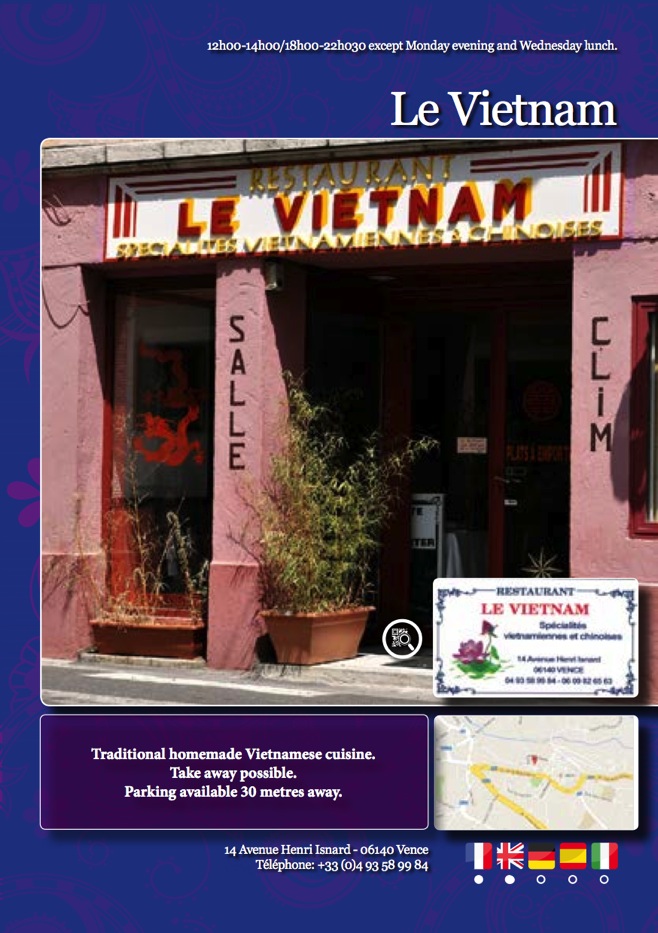 12h00-14h00/18h00-22h030 except Monday evening and Wednesday lunch.
Le Vietnam
RESTAURANT
LE VIETNAM
SPECIALITES VIETNAMIENNES & CHINOISES
SALLE
CLiM
PLATS A EMPORT
RESTAURANT
LE VIETNAM
Spécialités
vietnamiennes et chinoises
14 Avenue Henri Isnard
06140 VENCE
04 93 58 99 84 - 06 09 82 65 63
Traditional homemade Vietnamese cuisine.
Take away possible.
Parking available 30 metres away.
14 Avenue Henri Isnard - 06140 Vence
Téléphone: +33 (0)4 93 58 99 84